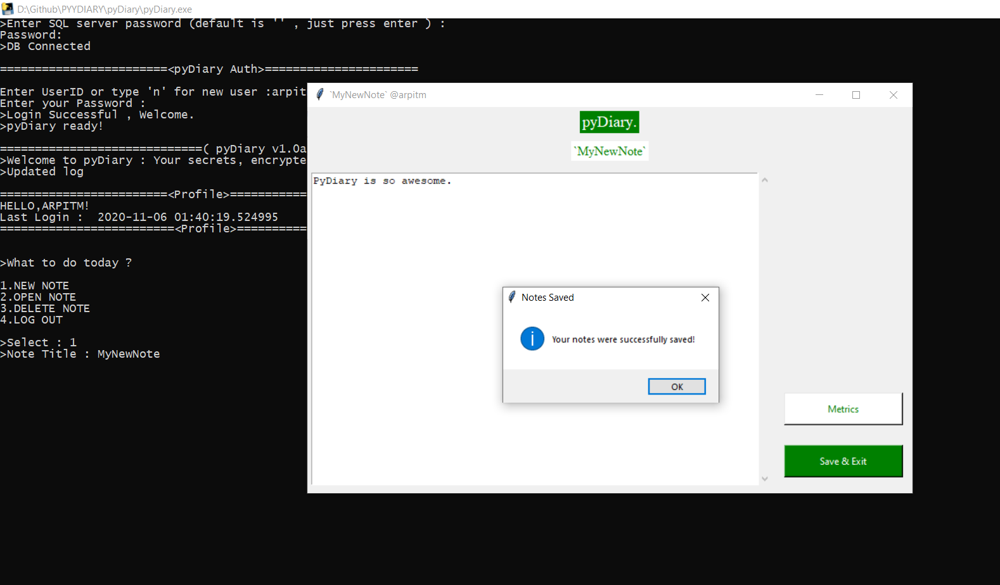 D:\Github\PYYDIARY\pyDiary\pyDiary.exe
>Enter SQL server password (default is '' , just press enter ) :
Password:
>DB Connected
========================<pyDiary Auth>======================
Enter UserID or type 'n' for new user :arpit
Enter your Password :
>Login Successful , Welcome.
>pyDiary ready!
=============================( pyDiary v1.0a
>Welcome to pyDiary : Your secrets, encrypte
>Updated log
========================<Profile>===========
HELLO,ARPITM!
Last Login :  2020-11-06 01:40:19.524995
=========================<Profile>==========
>What to do today ?
1.NEW NOTE
2.OPEN NOTE
3.DELETE NOTE
4.LOG OUT
>Select : 1
>Note Title : MyNewNote
`MyNewNote` @arpitm
pyDiary.
`MyNewNote`
PyDiary is so awesome.
Notes Saved
Your notes were successfully saved!
OK
Metrics
Save & Exit